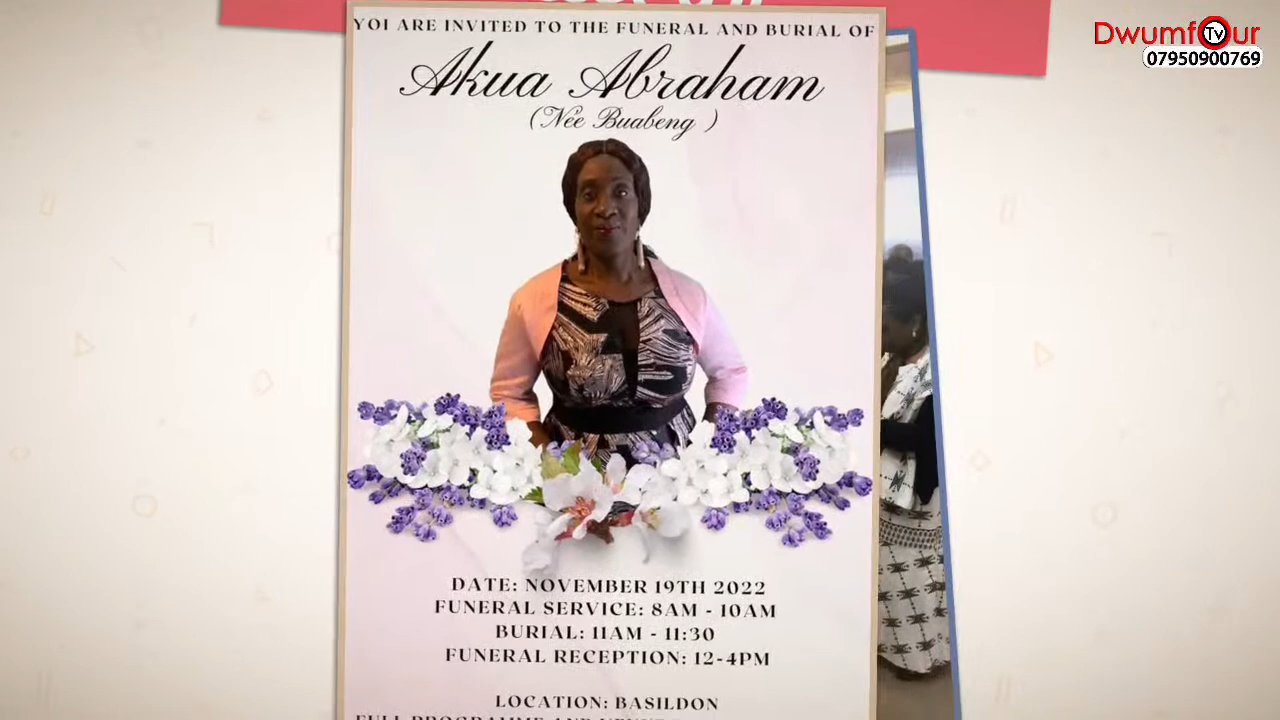 Dwumfour
Tv
07950900769
YOI ARE INVITED TO THE FUNERAL AND BURIAL OF
Akua Abraham
(Née Buabeng )
DATE: NOVEMBER 19TH 2022
FUNERAL SERVICE: 8AM - 10AM
BURIAL: 11AM - 11:30
FUNERAL RECEPTION: 12-4PM
LOCATION: BASILDON